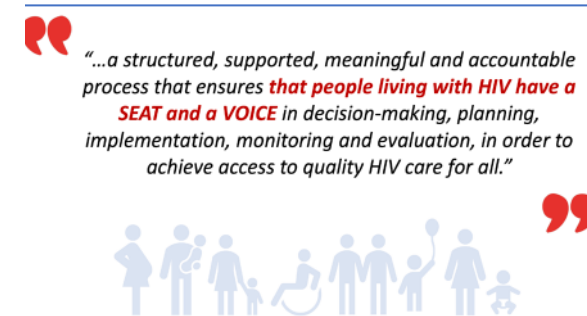 “…a structured, supported, meaningful and accountable
process that ensures that people living with HIV have a
SEAT and a VOICE in decision-making, planning,
implementation, monitoring and evaluation, in order to
achieve access to quality HIV care for all.”